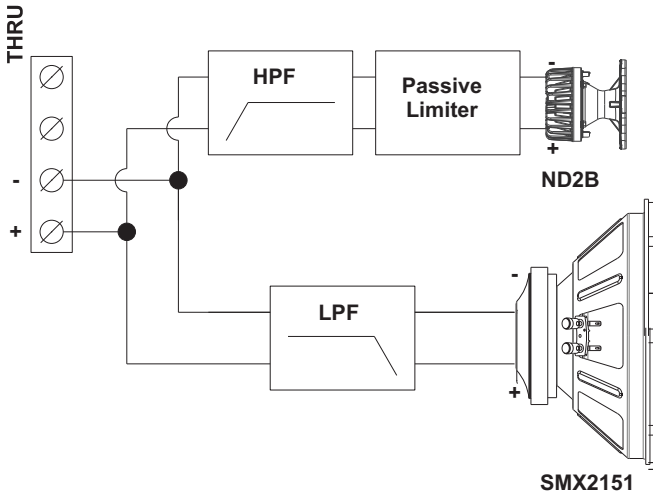 THRU
HPF
Passive
Limiter
-
+
ND2B
-
+
LPF
-
+
SMX2151